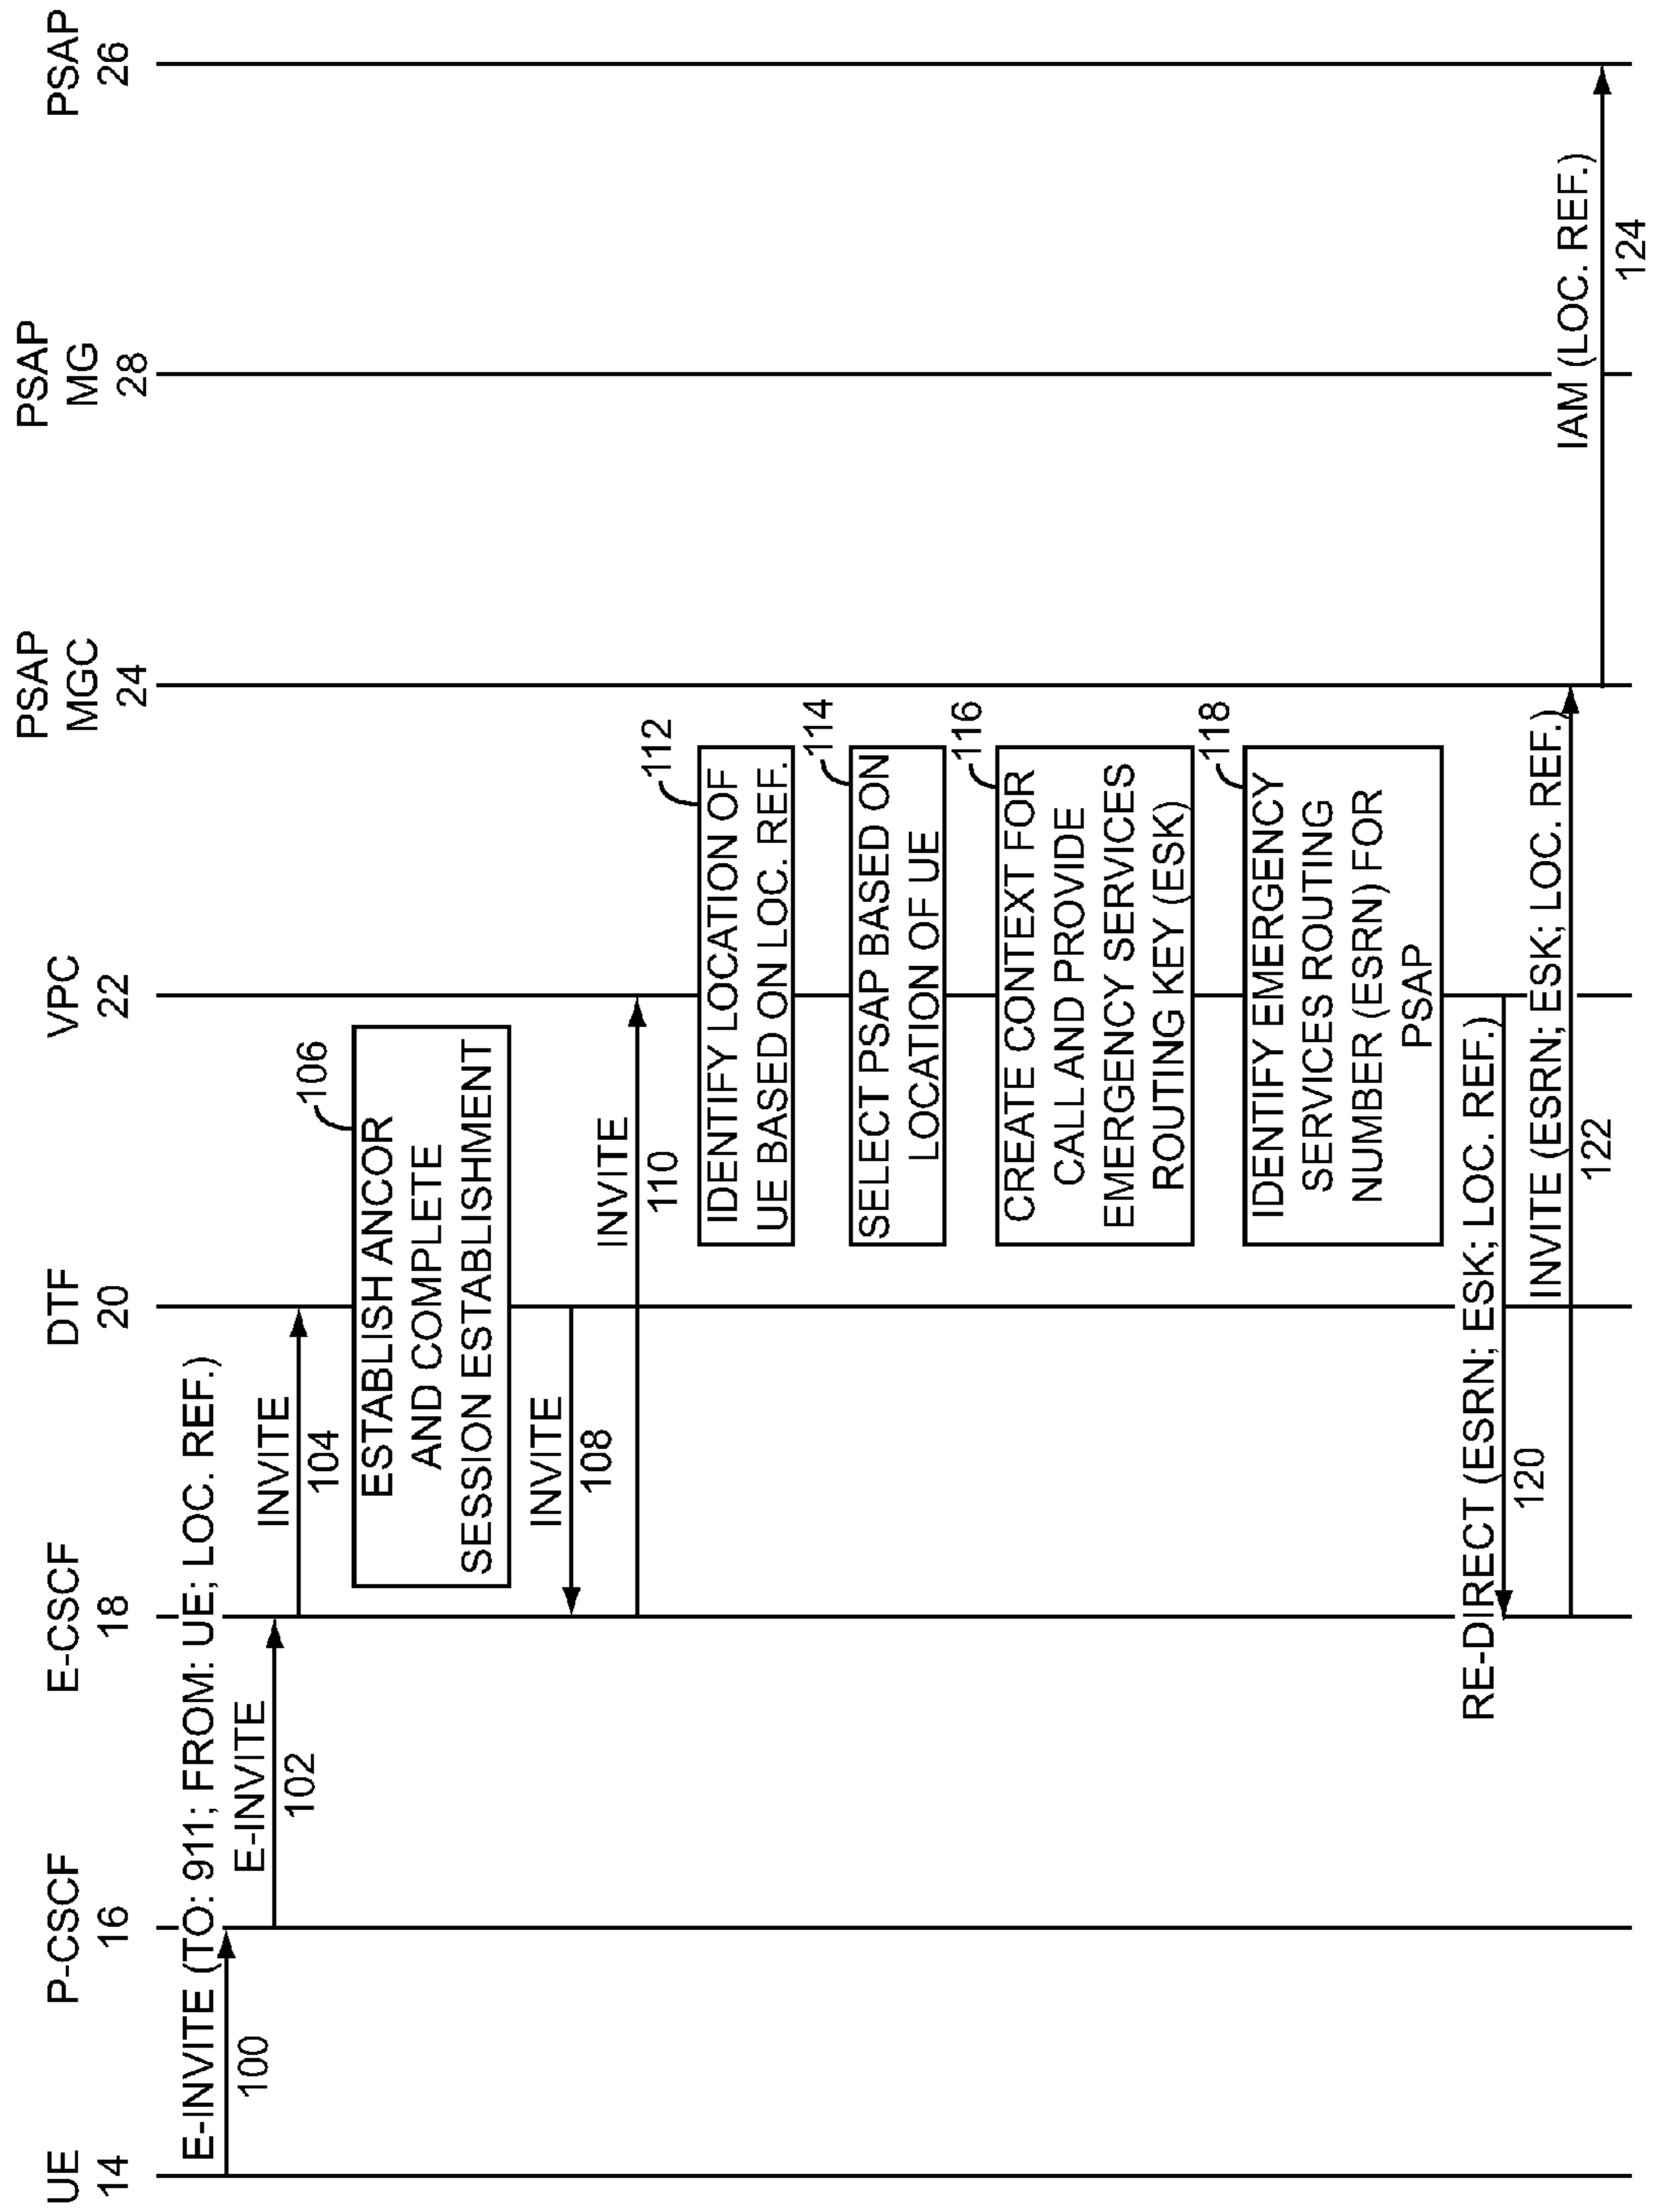 UE
14
P-CSCF
16
E-CSCF
18
DTF
20
VPC
22
PSAP
MGC
24
PSAP
MG
28
PSAP
26
E-INVITE (TO: 911; FROM: UE; LOC. REF.)
100
E-INVITE
102
INVITE
104
106
ESTABLISH ANCOR
AND COMPLETE
SESSION ESTABLISHMENT
INVITE
108
INVITE
110
112
IDENTIFY LOCATION OF
UE BASED ON LOC. REF.
114
SELECT PSAP BASED ON
LOCATION OF UE
116
CREATE CONTEXT FOR
CALL AND PROVIDE
EMERGENCY SERVICES
ROUTING KEY (ESK)
118
IDENTIFY EMERGENCY
SERVICES ROUTING
NUMBER (ESRN) FOR
PSAP
RE-DIRECT (ESRN; ESK; LOC. REF.)
120
INVITE (ESRN; ESK; LOC. REF.)
122
IAM (LOC. REF.)
124